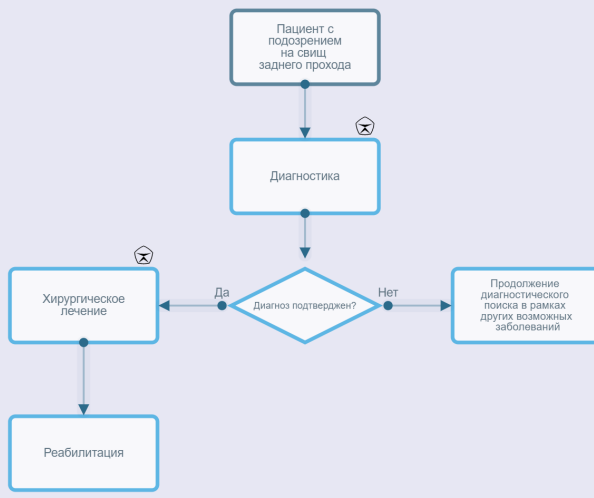 Пациент с
подозрением
на свищ
заднего прохода
Диагностика
Да
Диагноз подтвержден?
Нет
Хирургическое
лечение
Продолжение
диагностического
поиска в рамках
других возможных
заболеваний
Реабилитация